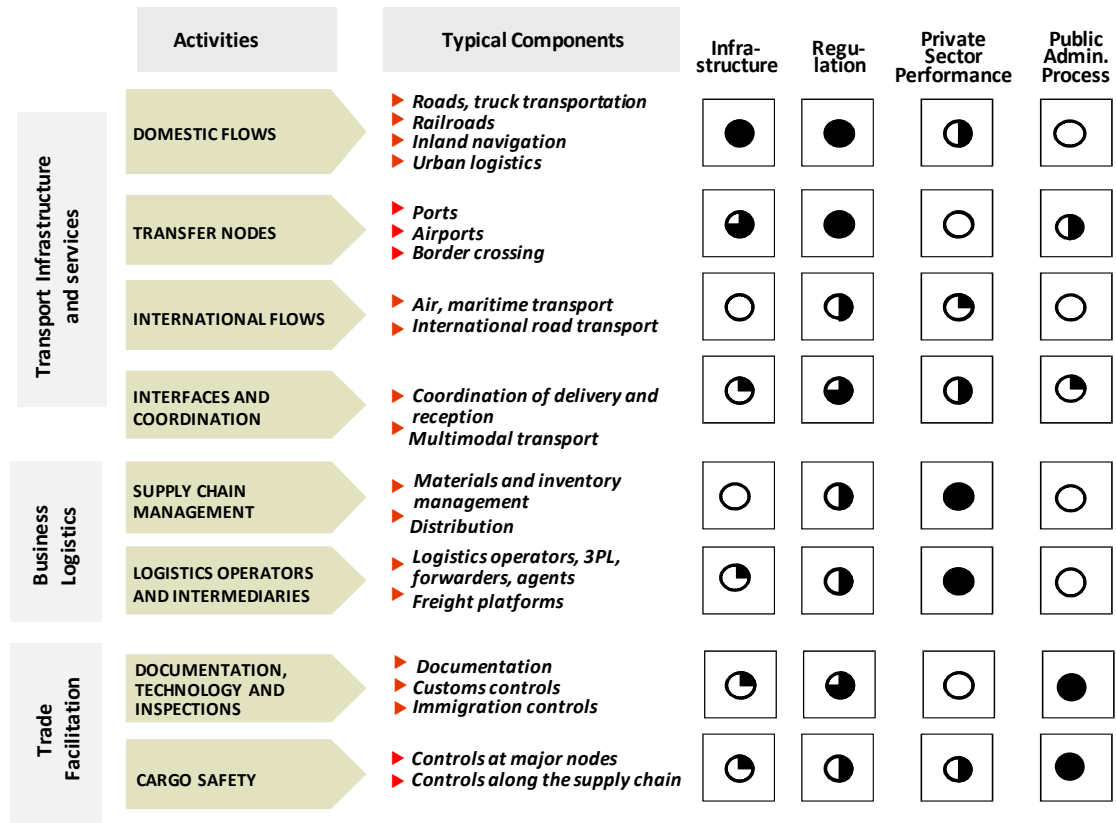 Activities
Typical Components
Infra-
structure
Regu-
lation
Private
Sector
Performance
Public
Admin.
Process
Transport Infrastructure
and services
DOMESTIC FLOWS
Roads, truck transportation
Railroads
Inland navigation
Urban logistics
TRANSFER NODES
Ports
Airports
Border crossing
INTERNATIONAL FLOWS
Air, maritime transport
International road transport
INTERFACES AND
COORDINATION
Coordination of delivery and
reception
Multimodal transport
Business
Logistics
SUPPLY CHAIN
MANAGEMENT
Materials and inventory
management
Distribution
LOGISTICS OPERATORS
AND INTERMEDIARIES
Logistics operators, 3PL,
forwarders, agents
Freight platforms
Trade
Facilitation
DOCUMENTATION,
TECHNOLOGY AND
INSPECTIONS
Documentation
Customs controls
Immigration controls
CARGO SAFETY
Controls at major nodes
Controls along the supply chain